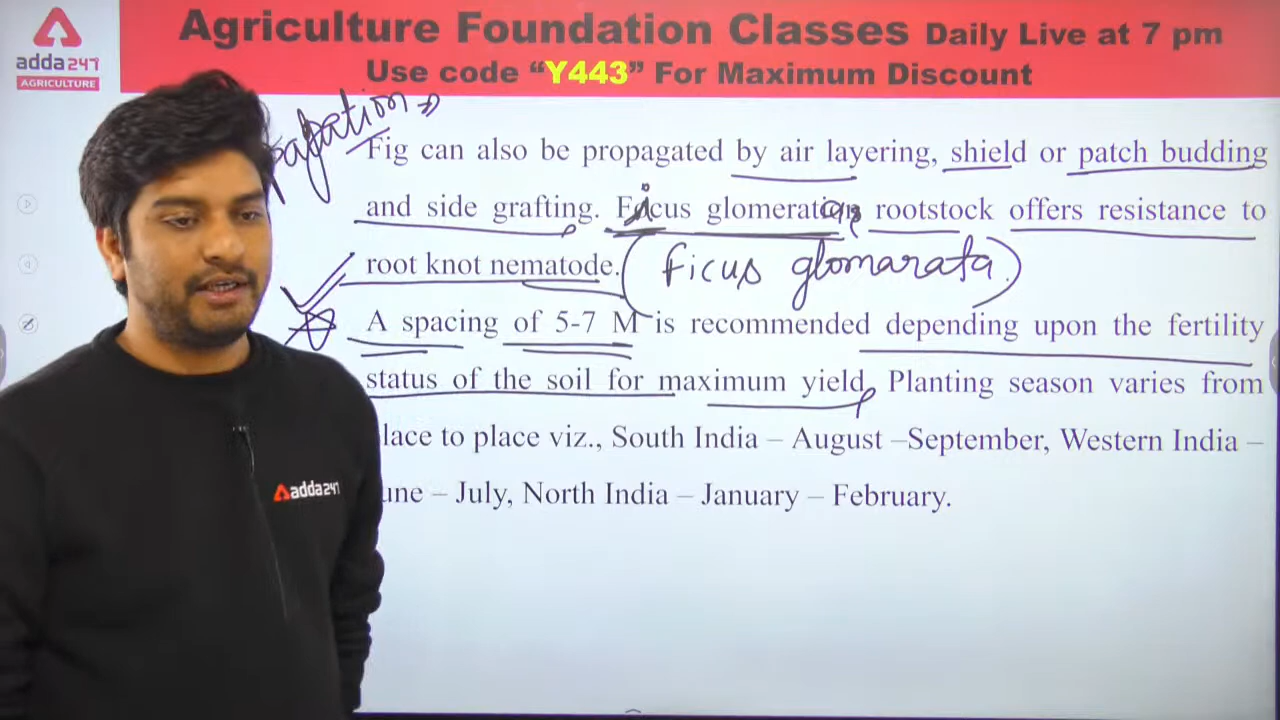 Agriculture Foundation Classes Daily Live at 7 pm
Use code “Y443” For Maximum Discount
adda247
AGRICULTURE
Fig can also be propagated by air layering, shield or patch budding
and side grafting. Ficus glomerata rootstock offers resistance to
root knot nematode. (Ficus glomarata)
A spacing of 5-7 M is recommended depending upon the fertility
status of the soil for maximum yield, Planting season varies from
lace to place viz., South India – August –September, Western India –
une – July, North India – January – February.
adda247